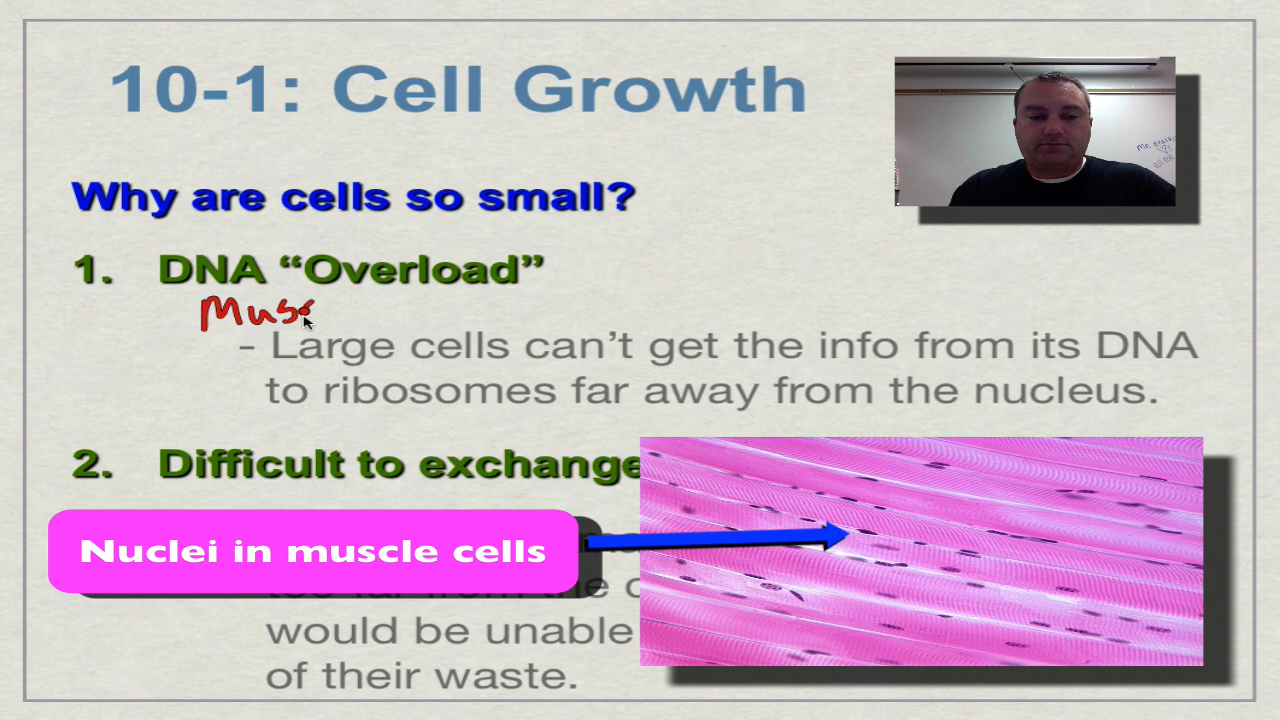 10-1: Cell Growth
Why are cells so small?
1. DNA “Overload”
Musc
- Large cells can’t get the info from its DNA
to ribosomes far away from the nucleus.
2. Difficult to exchange
Nuclei in muscle cells
would be unable
of their waste.